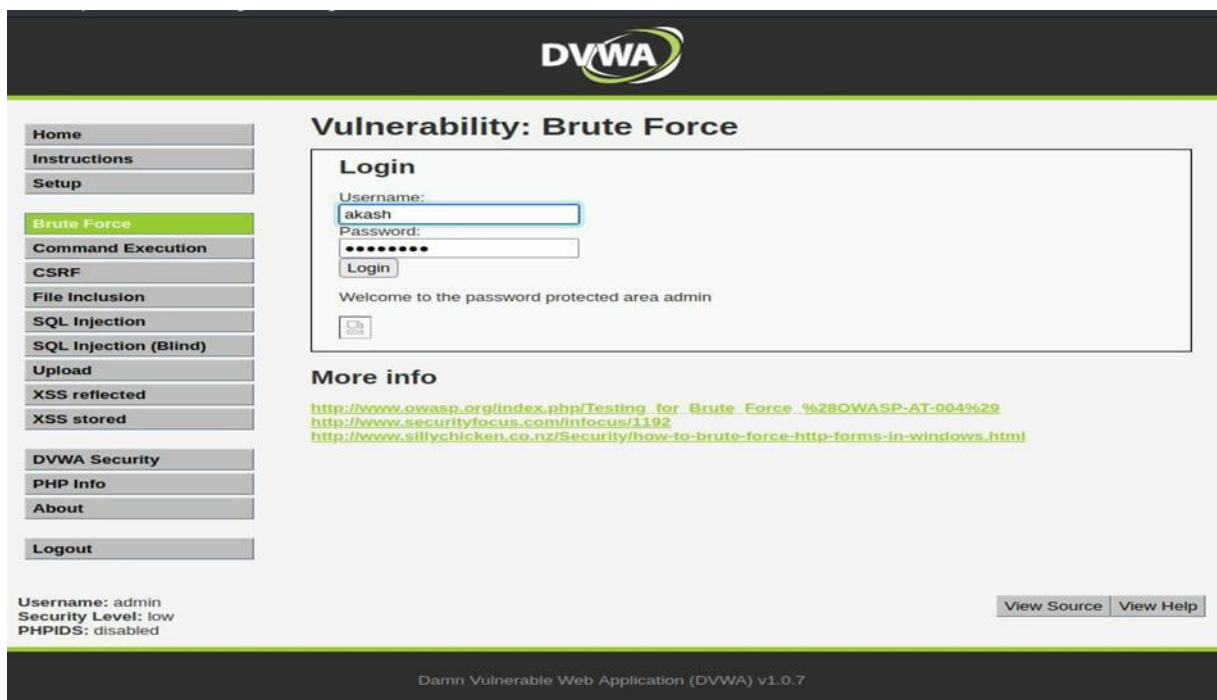 DVWA
Home
Instructions
Setup
Brute Force
Command Execution
CSRF
File Inclusion
SQL Injection
SQL Injection (Blind)
Upload
XSS reflected
XSS stored
DVWA Security
PHP Info
About
Logout
Vulnerability: Brute Force
Login
Username:
akash
Password:
••••••••
Login
Welcome to the password protected area admin
More info
http://www.owasp.org/index.php/Testing_for_Brute_Force_%28OWASP-AT-004%29
http://www.securityfocus.com/infocus/1192
http://www.sillychicken.co.nz/Security/how-to-brute-force-http-forms-in-windows.html
Username: admin
Security Level: low
PHPIDS: disabled
View Source View Help
Damn Vulnerable Web Application (DVWA) v1.0.7